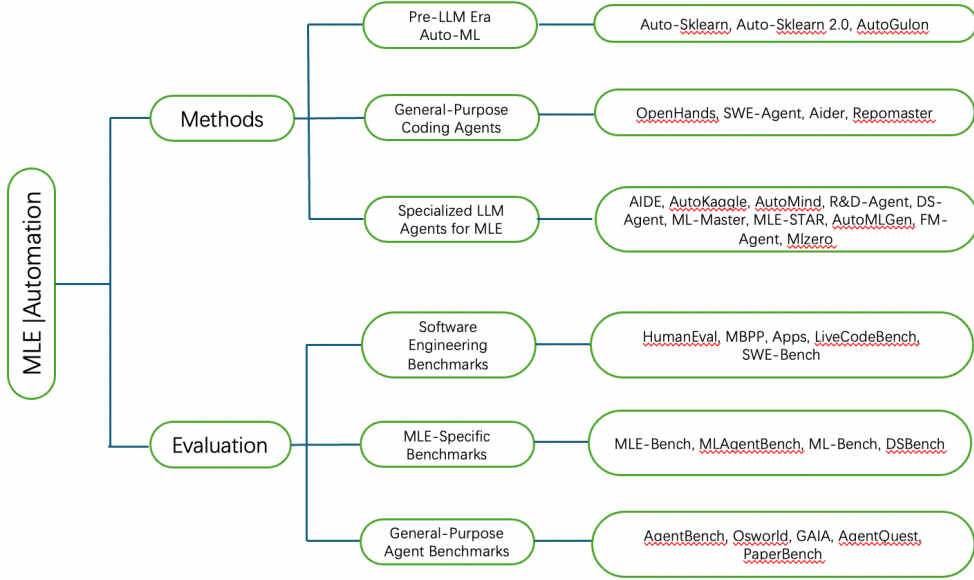 MLE |Automation
Methods
Pre-LLM Era
Auto-ML
Auto-Sklearn, Auto-Sklearn 2.0, AutoGulon
General-Purpose
Coding Agents
OpenHands, SWE-Agent, Aider, Repomaster
Specialized LLM
Agents for MLE
AIDE, AutoKaggle, AutoMind, R&D-Agent, DS-
Agent, ML-Master, MLE-STAR, AutoMLGen, FM-
Agent, Mlzero
Evaluation
Software
Engineering
Benchmarks
HumanEval, MBPP, Apps, LiveCodeBench,
SWE-Bench
MLE-Specific
Benchmarks
MLE-Bench, MLAgentBench, ML-Bench, DSBench
General-Purpose
Agent Benchmarks
AgentBench, Osworld, GAIA, AgentQuest,
PaperBench